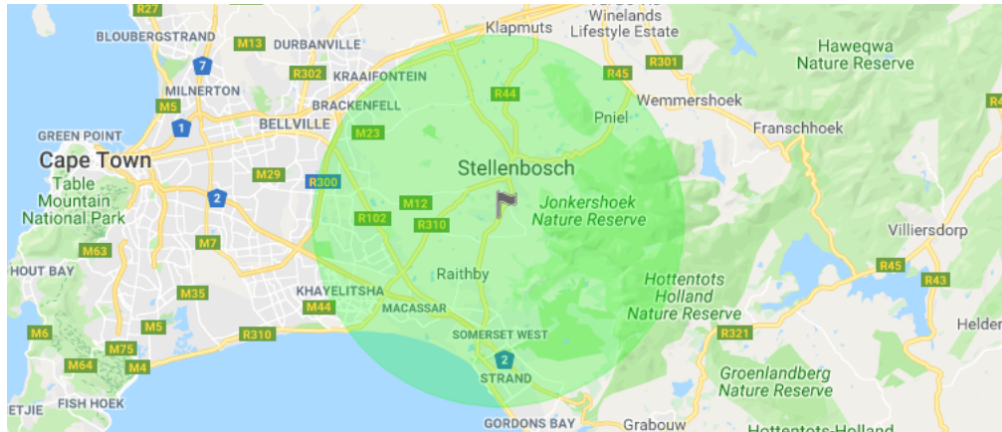 R27
BLOUBERGSTRAND
M13
DURBANVILLE
Klapmuts
Winelands
Lifestyle Estate
Haweqwa
Nature Reserve
7
R302
KRAAIFONTEIN
R45
R301
MILNERTON
M5
BRACKENFELL
R44
Wemmershoek
GREEN POINT
1
BELLVILLE
M23
Pniel
Franschhoek
Cape Town
Table
Mountain
National Park
M29
R300
Stellenbosch
2
M12
R102
R310
Jonkershoek
Nature Reserve
M63
M7
Villiersdorp
HOUT BAY
Raithby
R45
R43
M35
KHAYELITSHA
M44
MACASSAR
Hottentots
Holland
Nature Reserve
M6
M5
R310
SOMERSET WEST
R321
M75
M64
M4
2
STRAND
Groenlandberg
Nature Reserve
ETJIE
FISH HOEK
GORDONS BAY
Grabouw
Hottentots-Holland
Helder